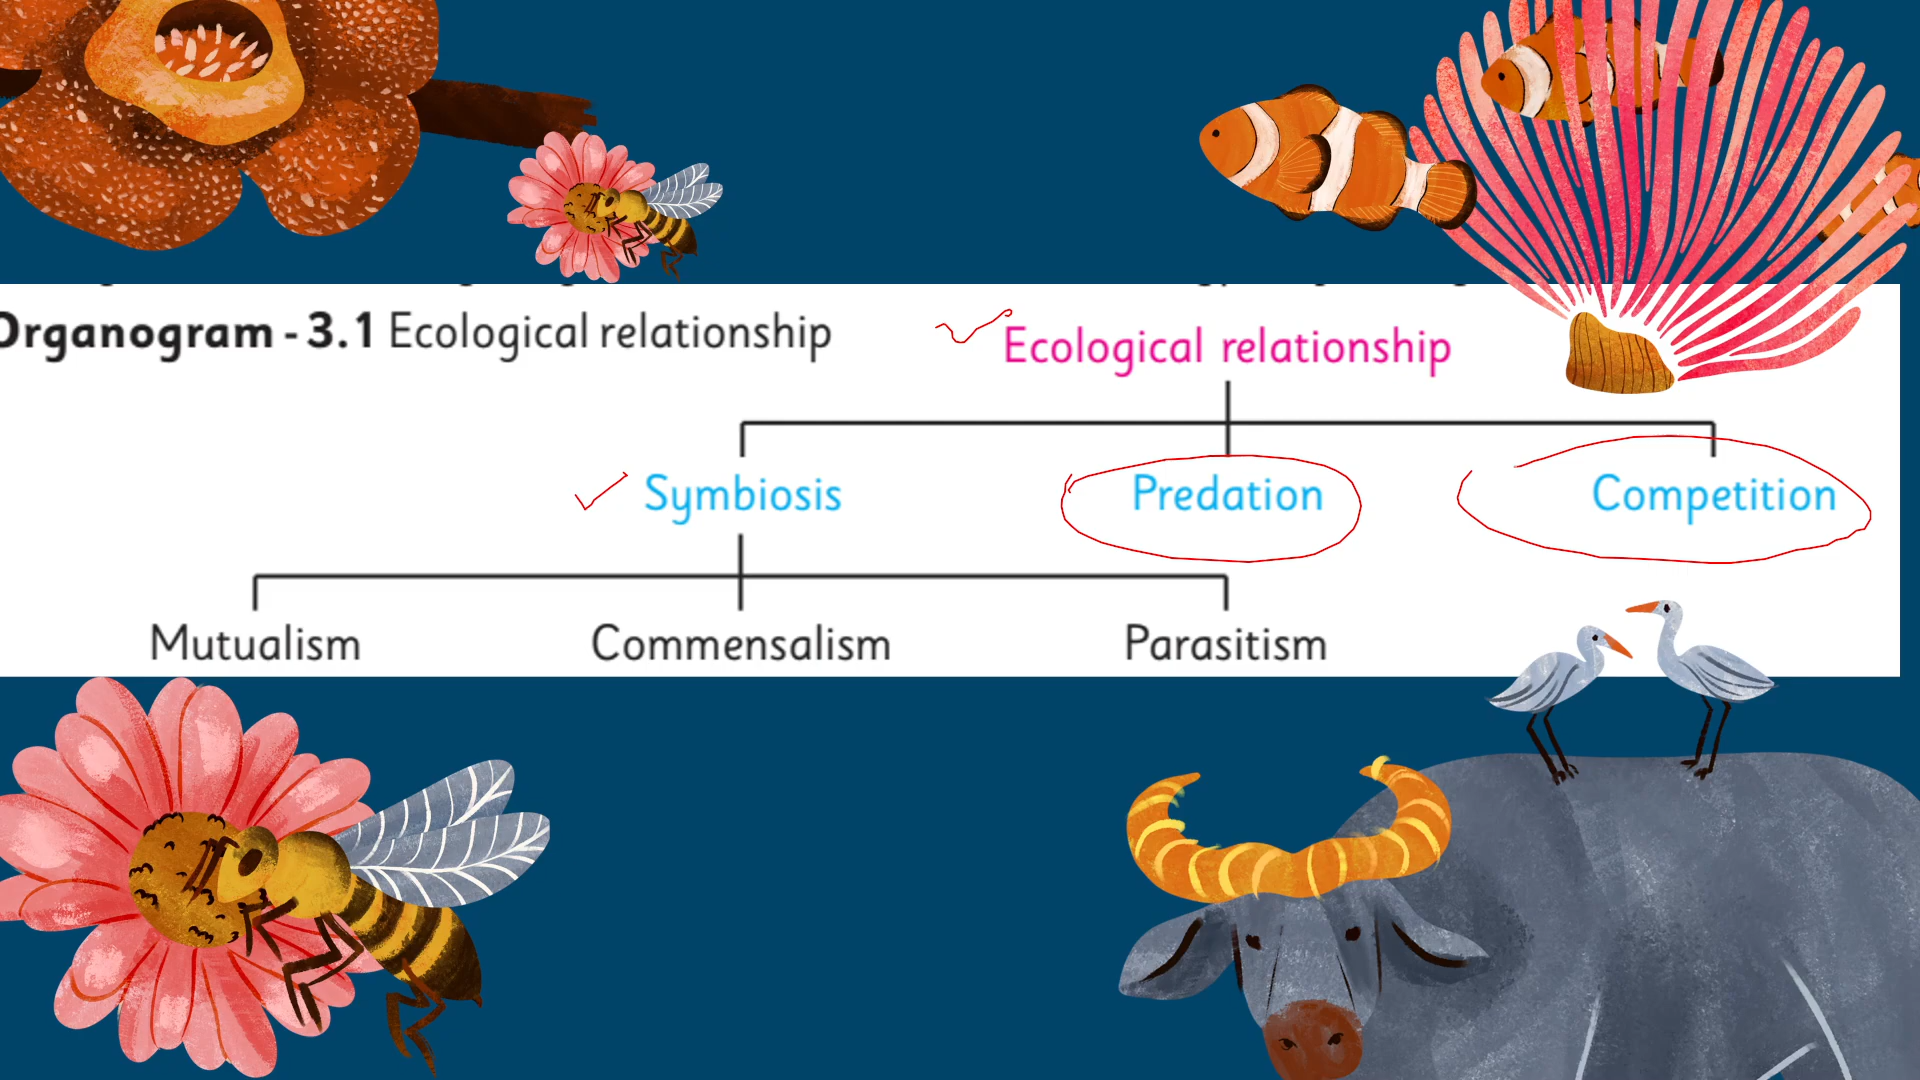 Organogram - 3.1 Ecological relationship
Ecological relationship
Symbiosis Predation Competition
Mutualism Commensalism Parasitism